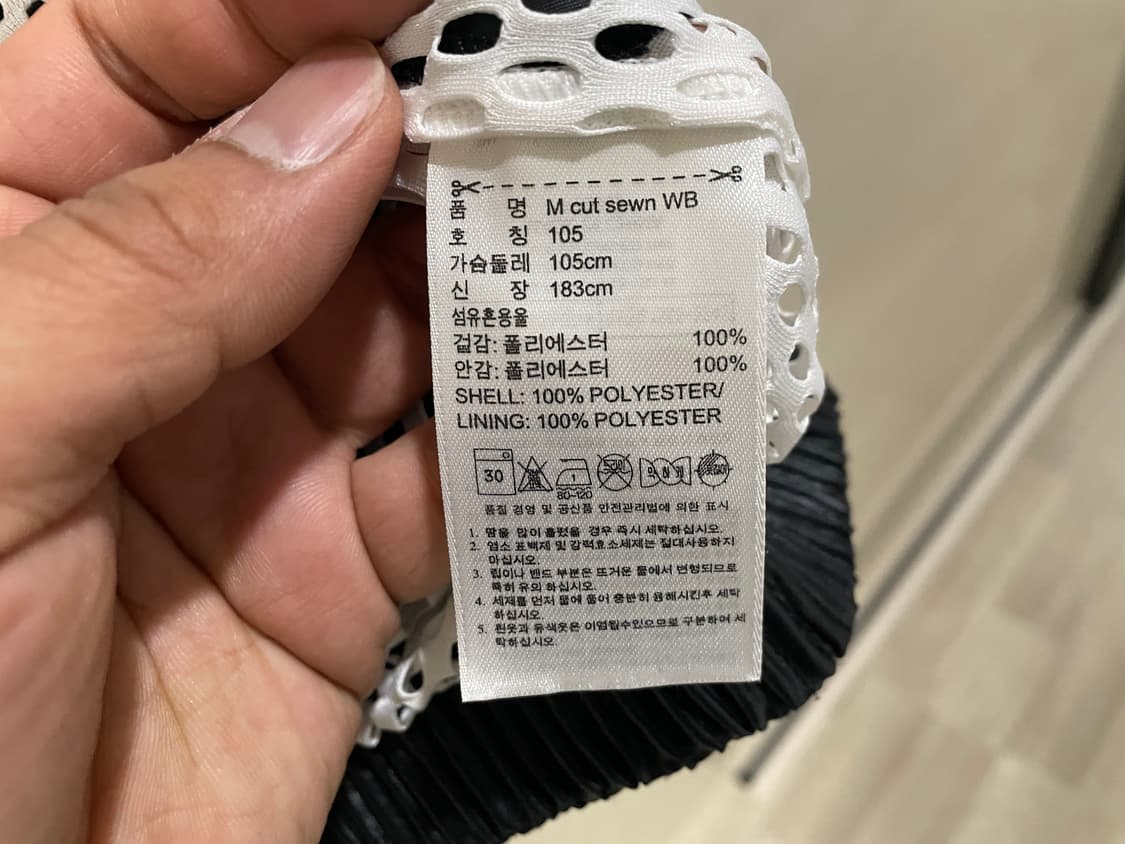 품 명 M cut sewn WB
호 칭 105
가슴둘레 105cm
신 장 183cm
섬유혼용율
겉감: 폴리에스터 100%
안감: 폴리에스터 100%
SHELL: 100% POLYESTER/
LINING: 100% POLYESTER
30
80~120
품질 경영 및 공산품 안전관리법에 의한 표시
1. 땀을 많이 흘렸을 경우 즉시 세탁하십시오.
2. 염소 표백제 및 강력효소세제는 절대사용하지
마십시오.
3. 립이나 밴드 부분은 뜨거운 물에서 변형되므로
특히 유의 하십시오.
4. 세제를 먼저 물에 풀어 충분히 용해시킨후 세탁
하십시오.
5. 흰옷과 유색옷은 이염될수있으므로 구분하여 세
탁하십시오.